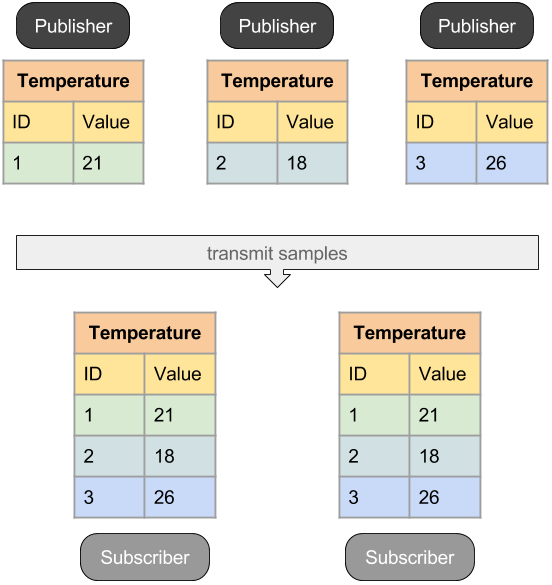 Publisher Publisher Publisher
Temperature Temperature Temperature
ID Value ID Value ID Value
1 21 2 18 3 26
transmit samples
Temperature Temperature
ID Value ID Value
1 21 1 21
2 18 2 18
3 26 3 26
Subscriber Subscriber